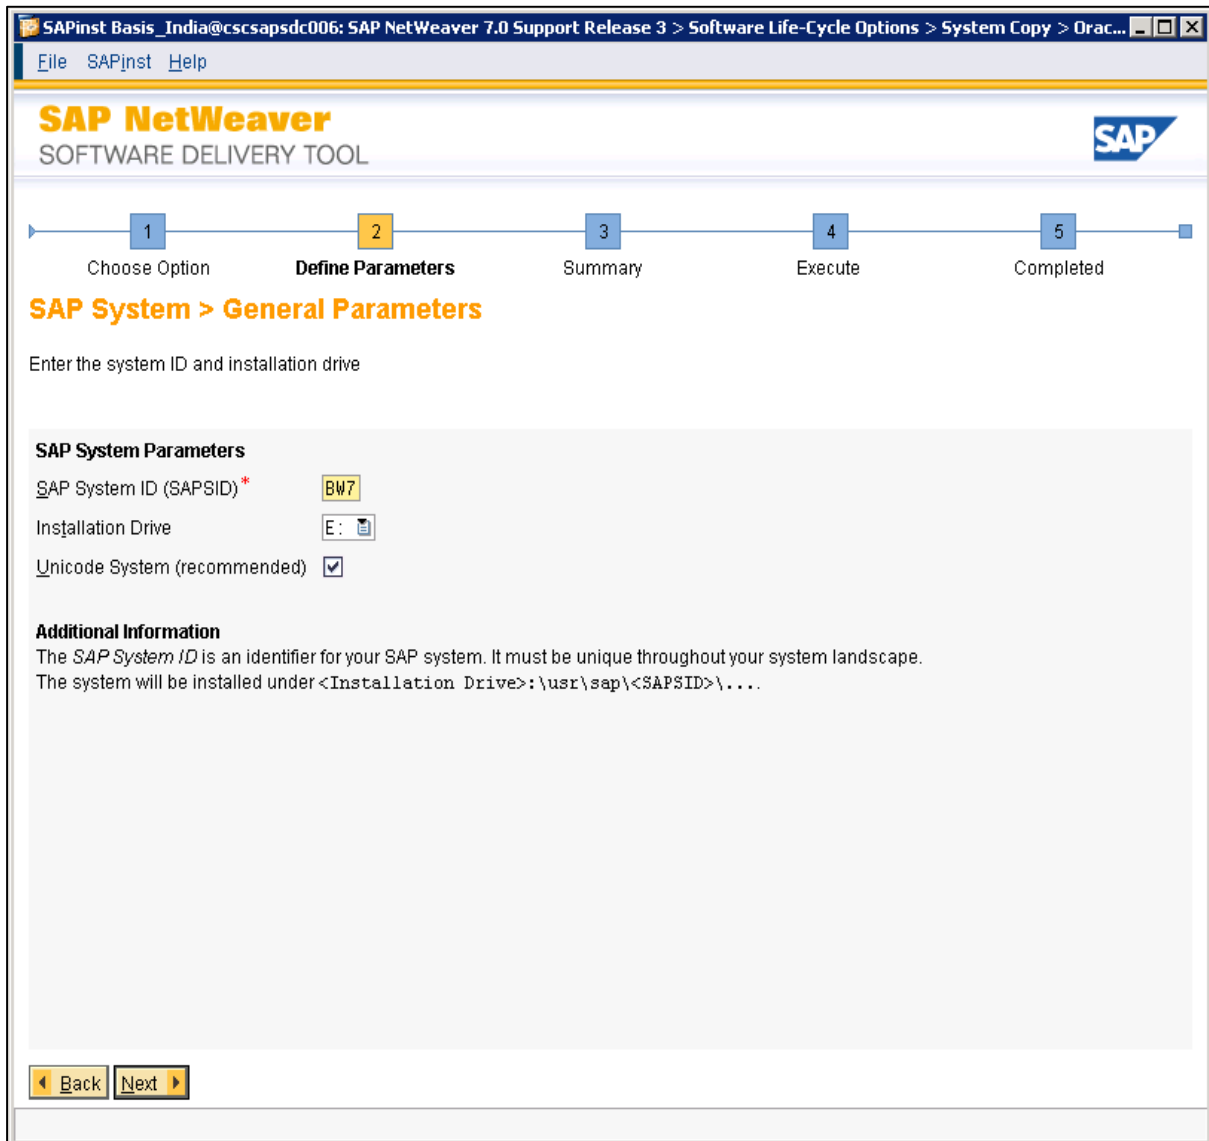 SAPinst Basis_India@cscsapsdc006: SAP NetWeaver 7.0 Support Release 3 > Software Life-Cycle Options > System Copy > Orac...
File SAPinst Help
SAP NetWeaver
SOFTWARE DELIVERY TOOL
SAP
1 2 3 4 5
Choose Option Define Parameters Summary Execute Completed
SAP System > General Parameters
Enter the system ID and installation drive
SAP System Parameters
SAP System ID (SAPSID)* BW7
Installation Drive E:
Unicode System (recommended)
Additional Information
The SAP System ID is an identifier for your SAP system. It must be unique throughout your system landscape.
The system will be installed under <Installation Drive>:\usr\sap\<SAPSID>\....
Back Next